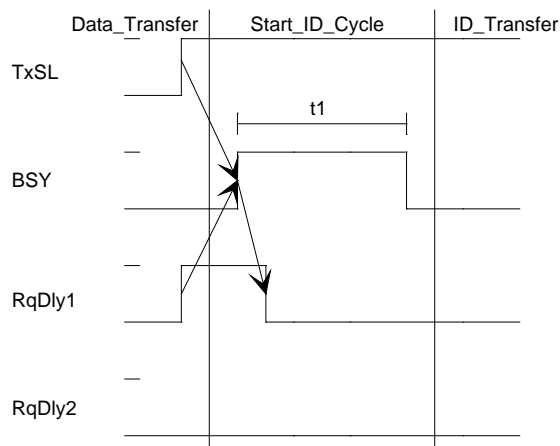 Data_Transfer Start_ID_Cycle ID_Transfer
TxSL
t1
BSY
RqDly1
RqDly2